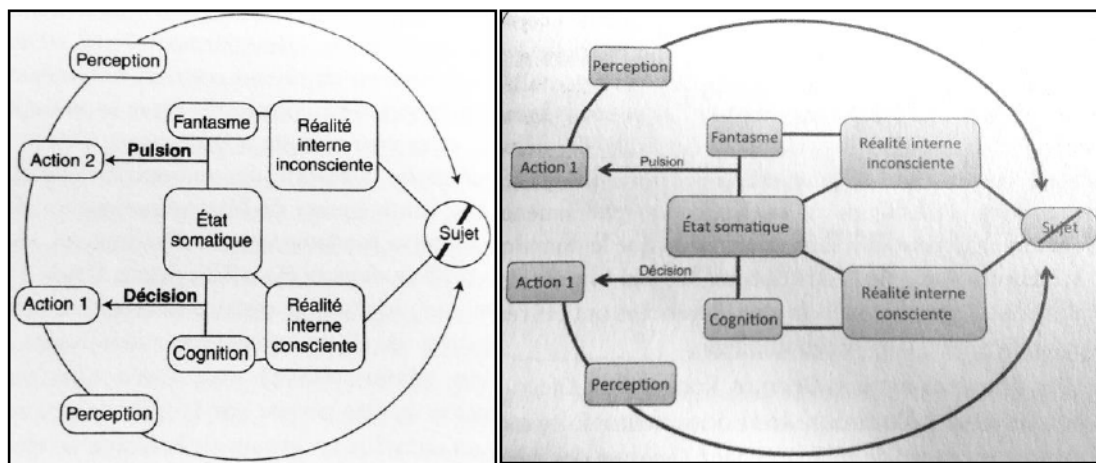 Perception
Fantasme
Réalité
interne
inconsciente
Action 2
Pulsion
État
somatique
Sujet
Action 1
Décision
Réalité
interne
consciente
Cognition
Perception
Perception
Fantasme
Réalité interne
inconsciente
Action 1
Pulsion
État somatique
Sujet
Action 1
Décision
Réalité interne
consciente
Cognition
Perception